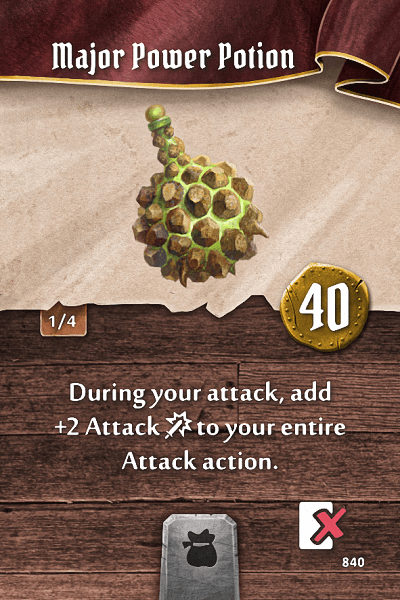 Major Power Potion
40
1/4
During your attack, add
+2 Attack to your entire
Attack action.
840